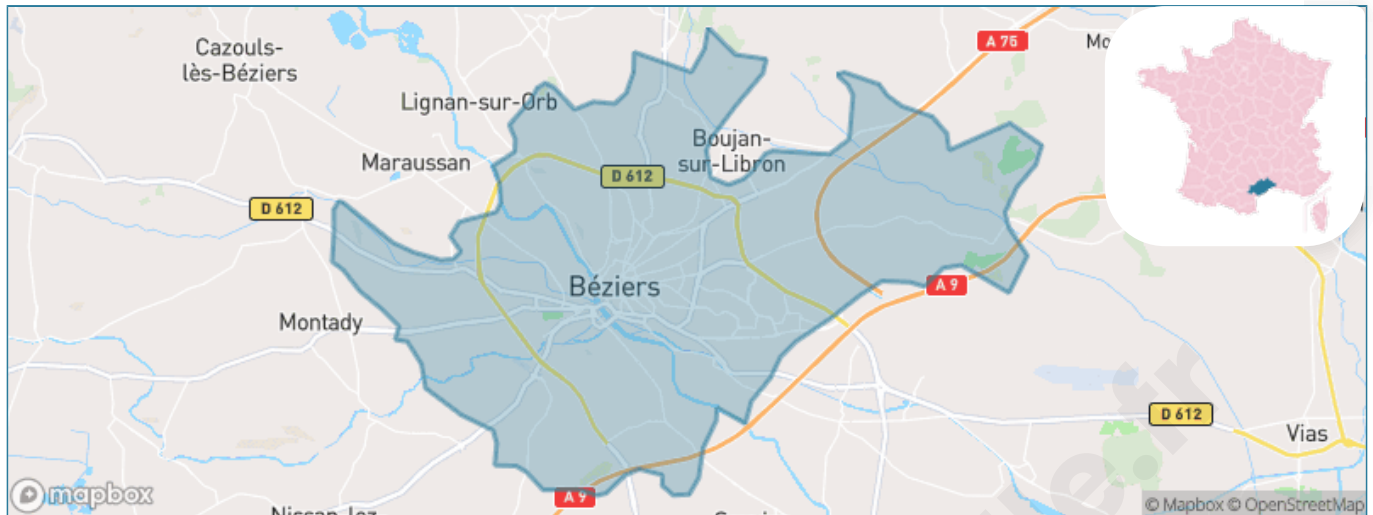 Cazouls-
lès-Béziers
A 75
Mo
Lignan-sur-Orb
Boujan-
sur-Libron
Maraussan
D 612
D 612
Béziers
A 9
Montady
D 612
Vias
mapbox
A 9
© Mapbox © OpenStreetMap